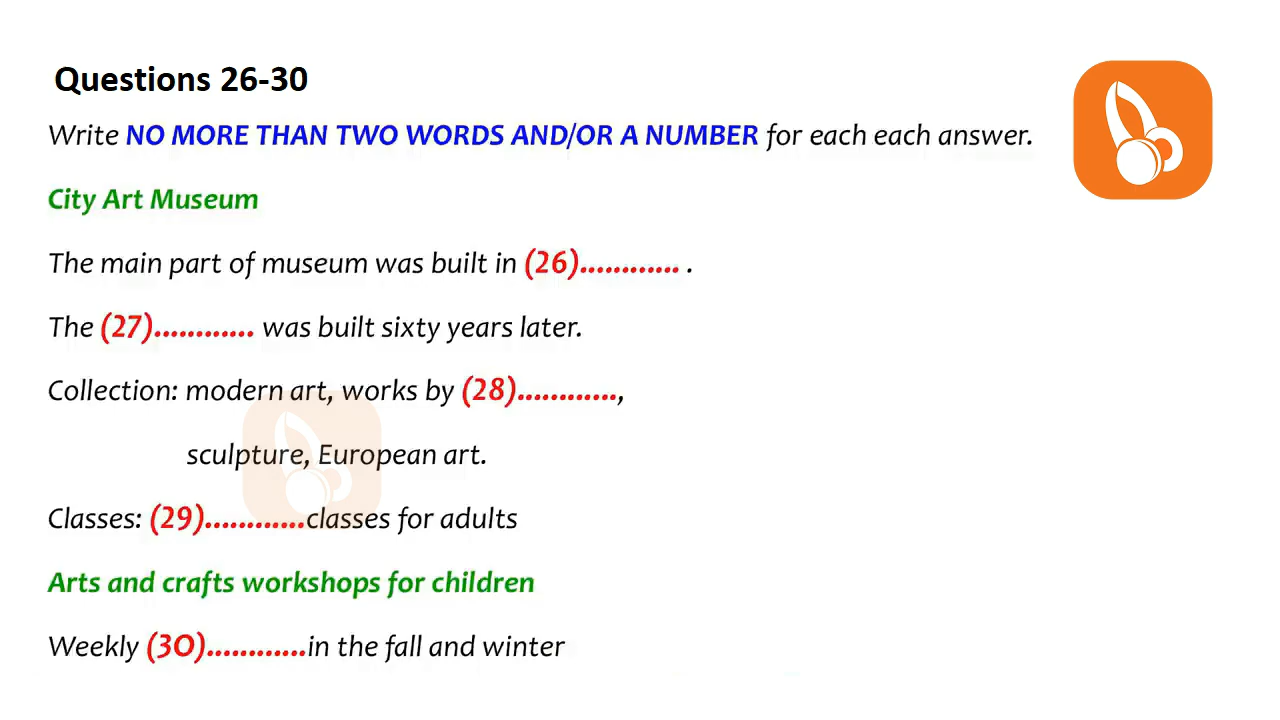 Questions 26-30
Write NO MORE THAN TWO WORDS AND/OR A NUMBER for each each answer.
City Art Museum
The main part of museum was built in (26)............ .
The (27)............ was built sixty years later.
Collection: modern art, works by (28)............,
sculpture, European art.
Classes: (29)............classes for adults
Arts and crafts workshops for children
Weekly (30)............in the fall and winter